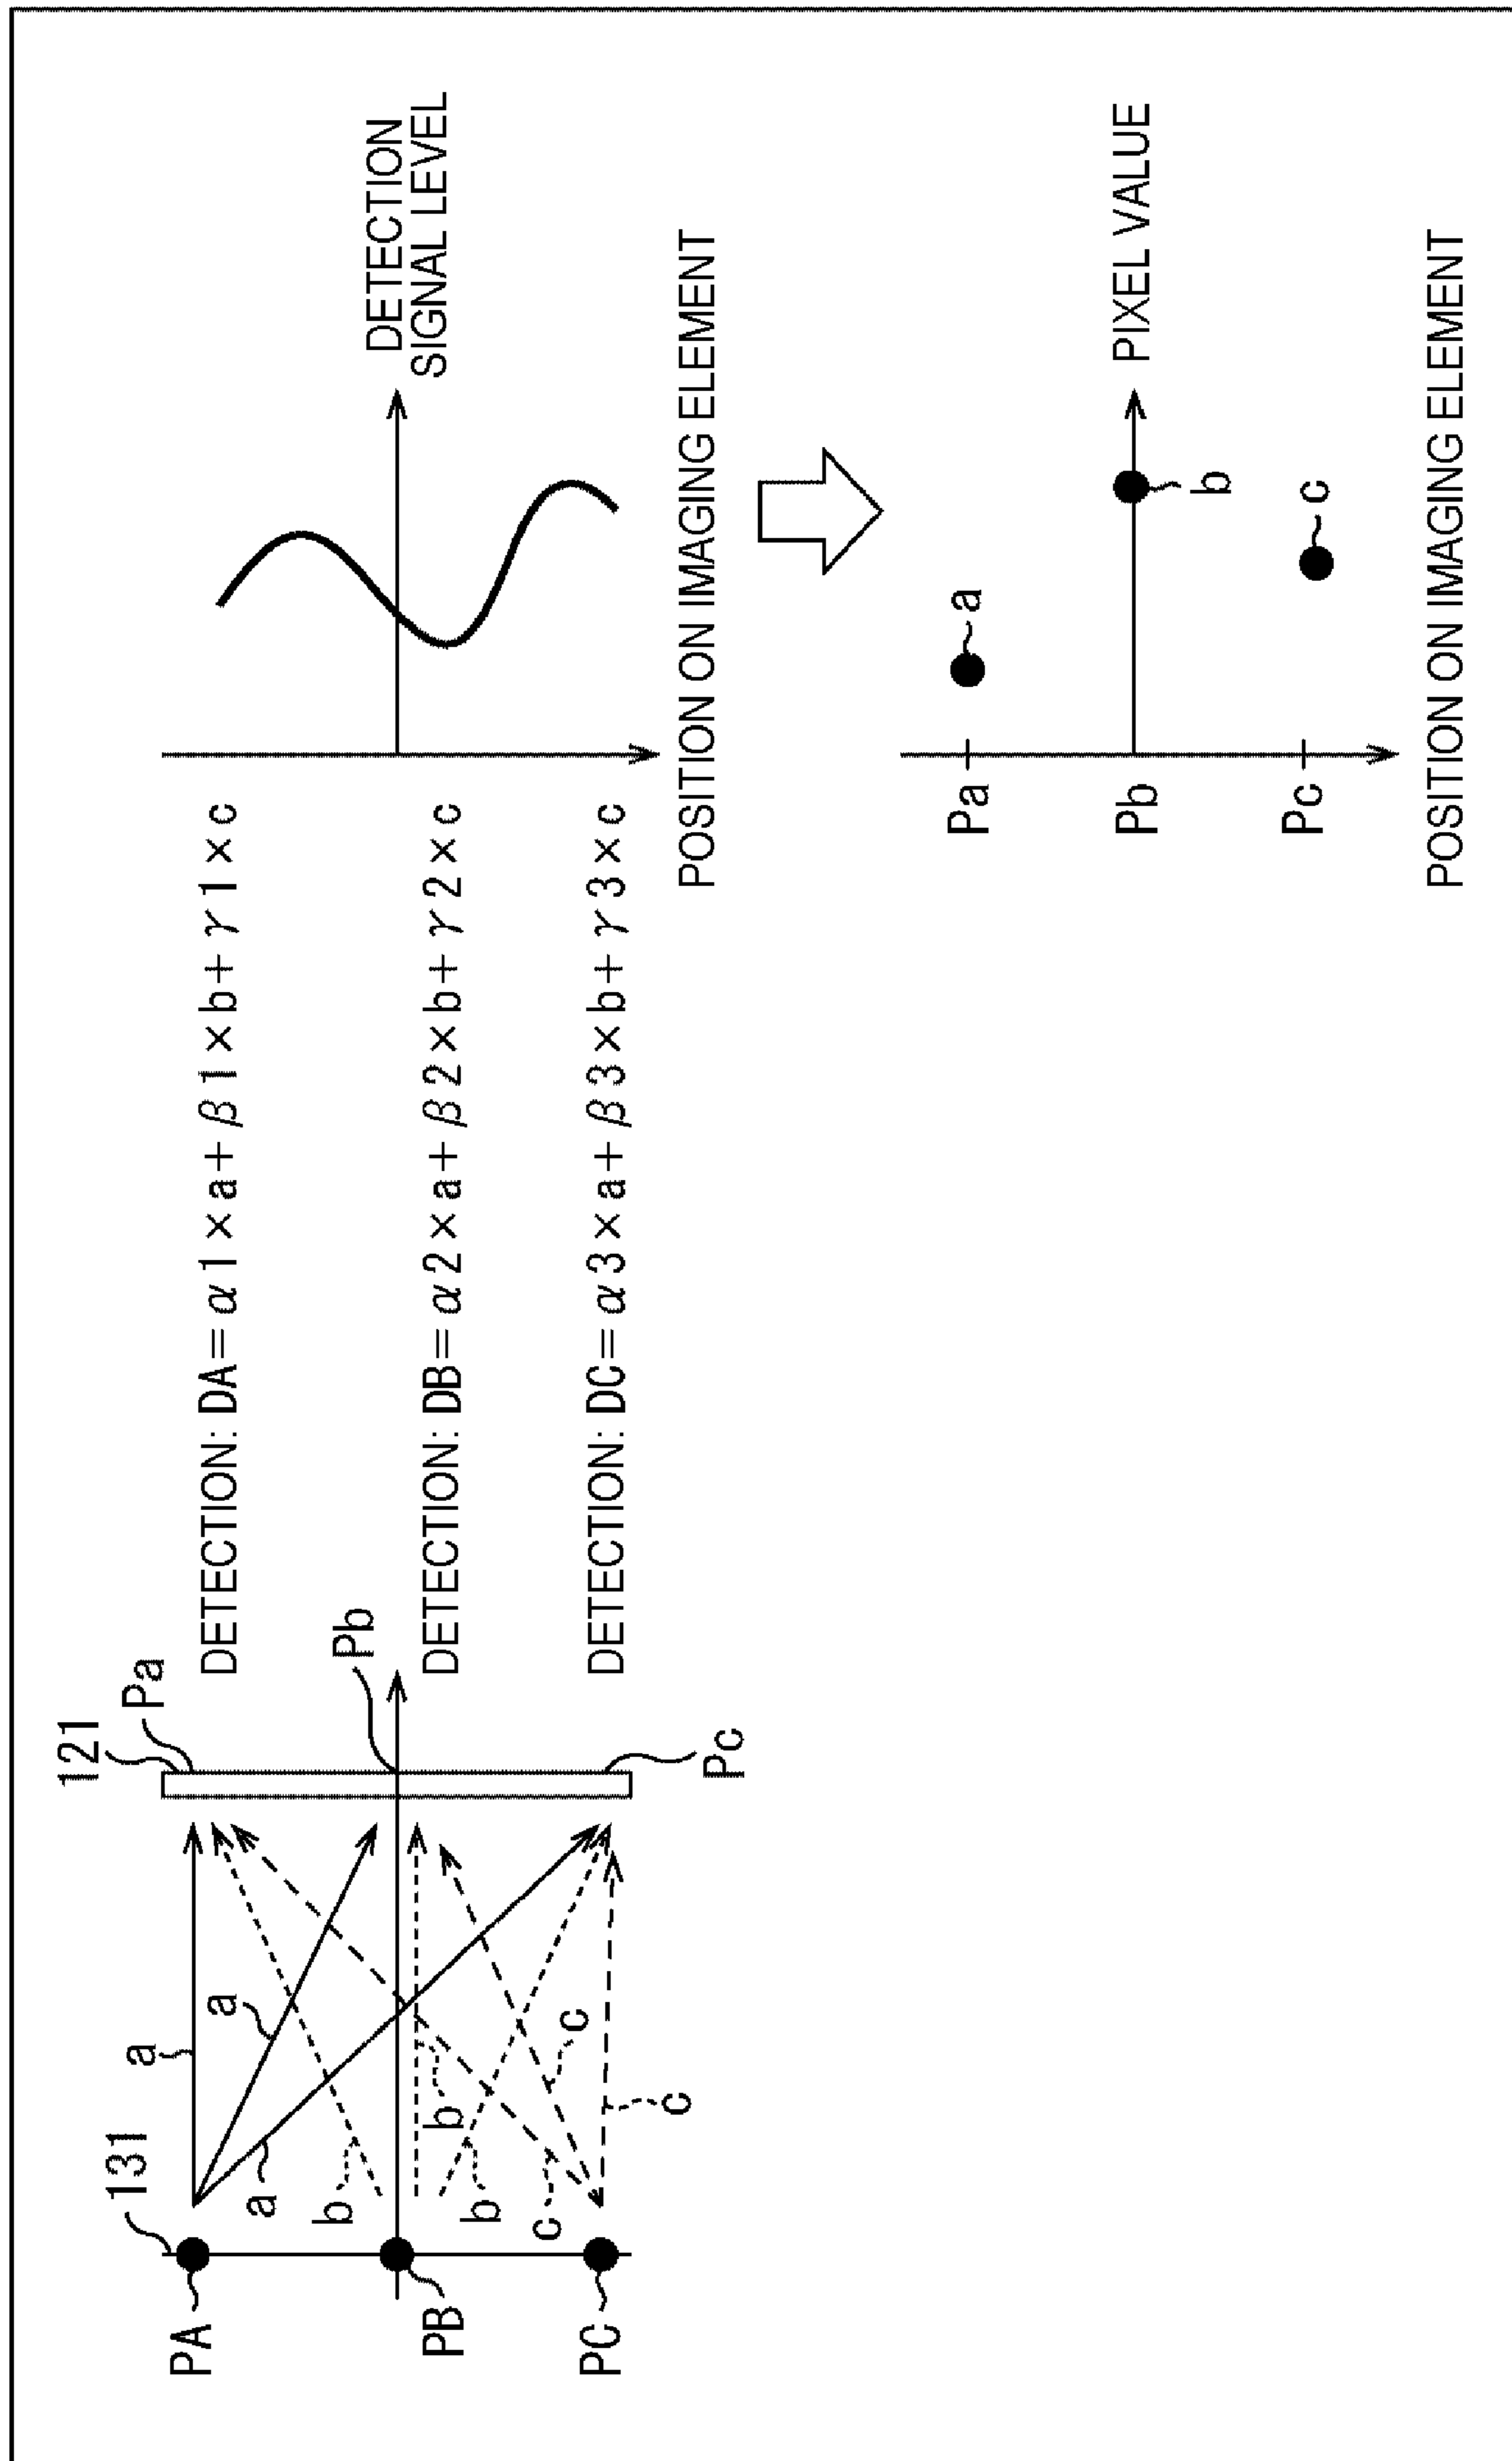 131
121
Pa
PA
a
a
a
b
Pb
PB
b
b
c
c
PC
c
Pc
DETECTION: DA=α1×a+β1×b+γ1×c
DETECTION: DB=α2×a+β2×b+γ2×c
DETECTION: DC=α3×a+β3×b+γ3×c
DETECTION
SIGNAL LEVEL
POSITION ON IMAGING ELEMENT
Pa
a
Pb
PIXEL VALUE
b
Pc
c
POSITION ON IMAGING ELEMENT